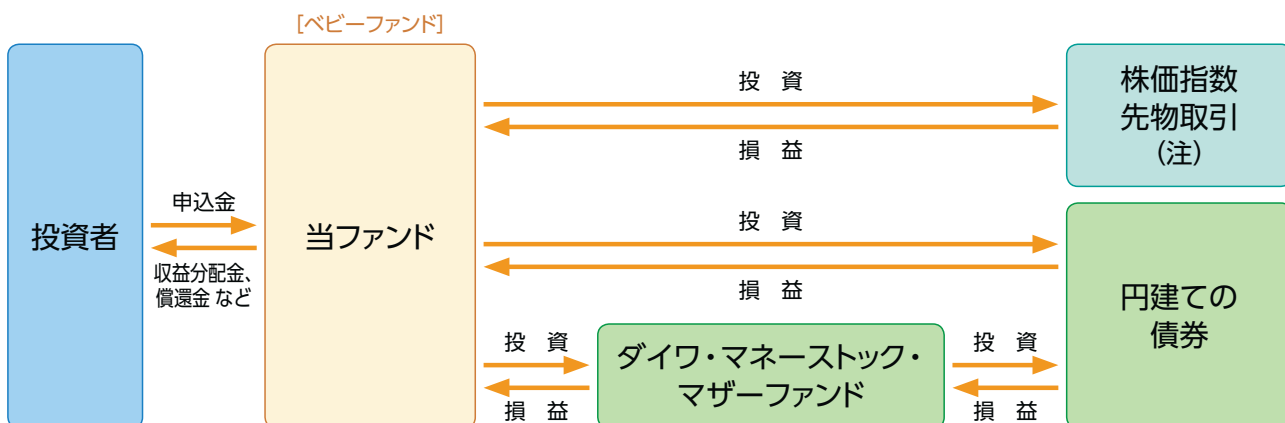 [ベビーファンド]
投資者
申込金
収益分配金、
償還金 など
当ファンド
投 資
損 益
株価指数
先物取引
(注)
投 資
損 益
円建ての
債券
投 資
損 益
ダイワ・マネーストック・
マザーファンド
投 資
損 益